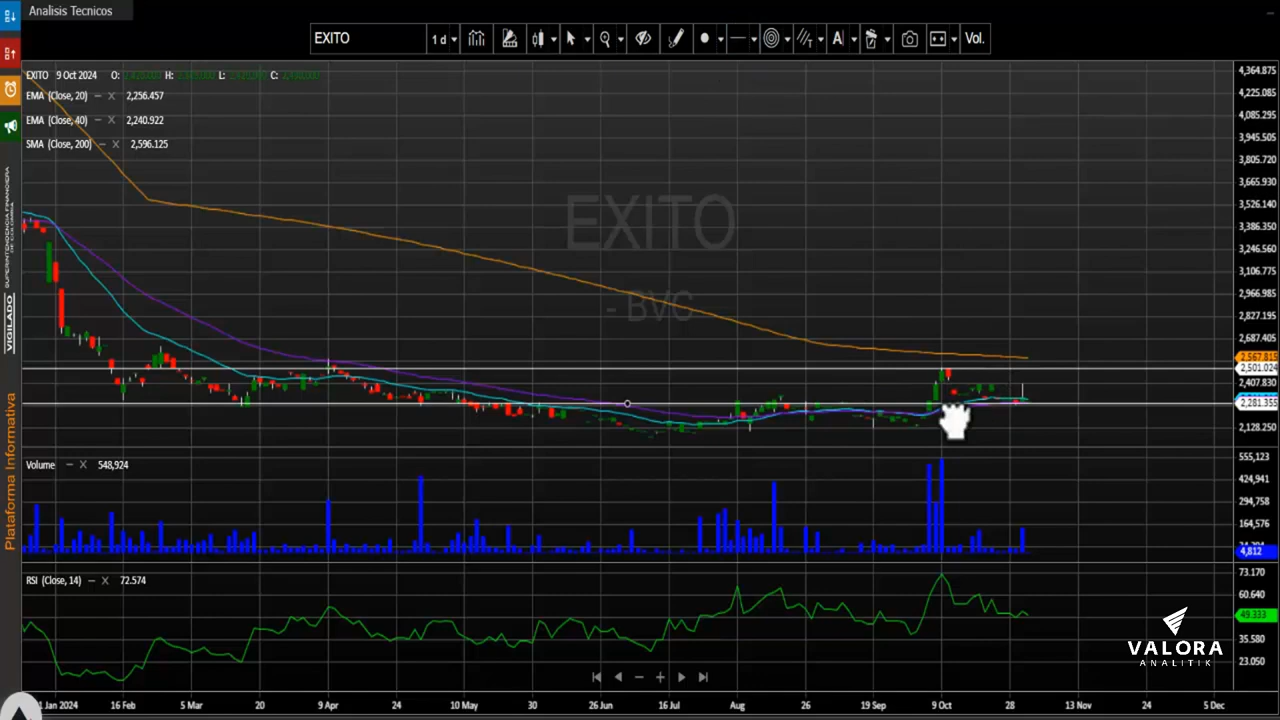 Analisis Tecnicos
EXITO
1 d
A
Vol.
EXITO 9 Oct 2024 O: H: L: C:
EMA (Close, 20) – X 2,256.457
EMA (Close, 40) – X 2,240.922
SMA (Close, 200) – X 2,596.125
EXITO
- BVC
4,364.875
4,225.085
4,085.295
3,945.505
3,805.720
3,665.930
3,526.140
3,386.350
3,246.560
3,106.775
2,966.985
2,827.195
2,687.405
2,567.815
2,501.024
2,407.830
2,281.355
2,128.250
Volume – X 548,924
555,123
424,941
294,758
164,576
4,812
RSI (Close, 14) – X 72.574
73.170
60.640
49.333
35.580
23.050
1 Jan 2024
16 Feb
5 Mar
20
9 Apr
24
10 May
30
26 Jun
16 Jul
Aug
26
19 Sep
9 Oct
28
13 Nov
24
5 Dec
SUPERINTENDENCIA FINANCIERA
VIGILADO
Plataforma Informativa
VALORA
ANALITIK